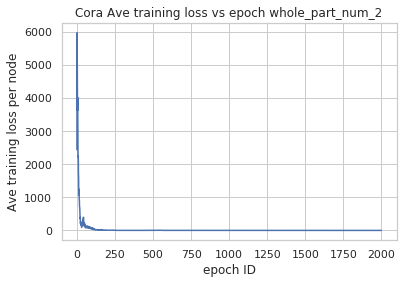 Cora Ave training loss vs epoch whole_part_num_2
Ave training loss per node
6000
5000
4000
3000
2000
1000
0
0 250 500 750 1000 1250 1500 1750 2000
epoch ID